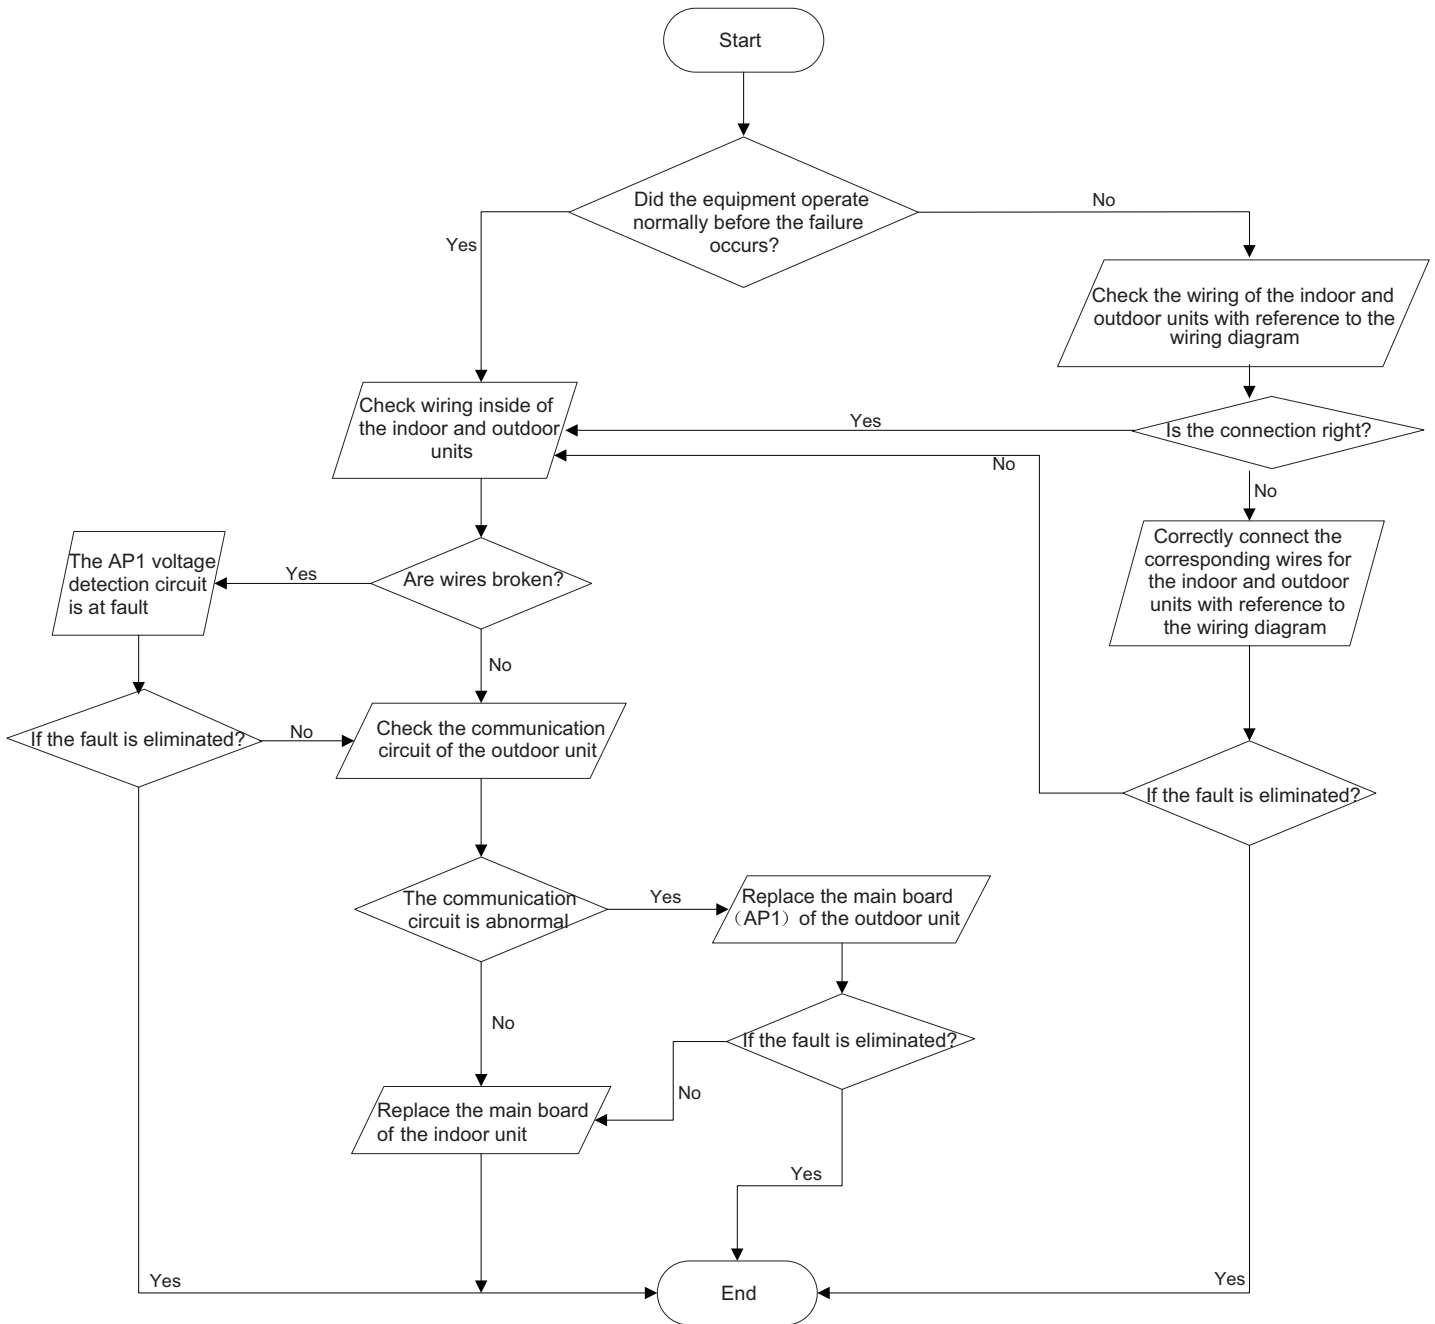 Start
Did the equipment operate
normally before the failure
occurs?
Yes
No
Check the wiring of the indoor and
outdoor units with reference to the
wiring diagram
Check wiring inside of
the indoor and outdoor
units
Yes
Is the connection right?
No
No
Correctly connect the
corresponding wires for
the indoor and outdoor
units with reference to
the wiring diagram
The AP1 voltage
detection circuit
is at fault
Yes
Are wires broken?
No
If the fault is eliminated?
No
Check the communication
circuit of the outdoor unit
If the fault is eliminated?
The communication
circuit is abnormal
Yes
Replace the main board
（AP1）of the outdoor unit
No
If the fault is eliminated?
No
Replace the main board
of the indoor unit
Yes
Yes
End
Yes